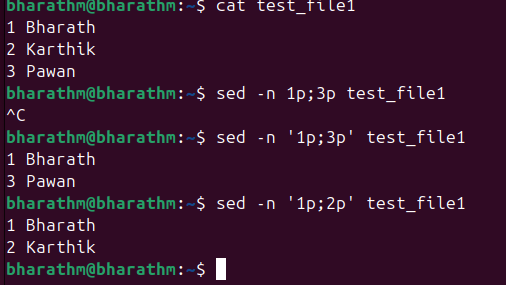 bharathm@bharathm:~$ cat test_file1
1 Bharath
2 Karthik
3 Pawan
bharathm@bharathm:~$ sed -n 1p;3p test_file1
^C
bharathm@bharathm:~$ sed -n '1p;3p' test_file1
1 Bharath
3 Pawan
bharathm@bharathm:~$ sed -n '1p;2p' test_file1
1 Bharath
2 Karthik
bharathm@bharathm:~$